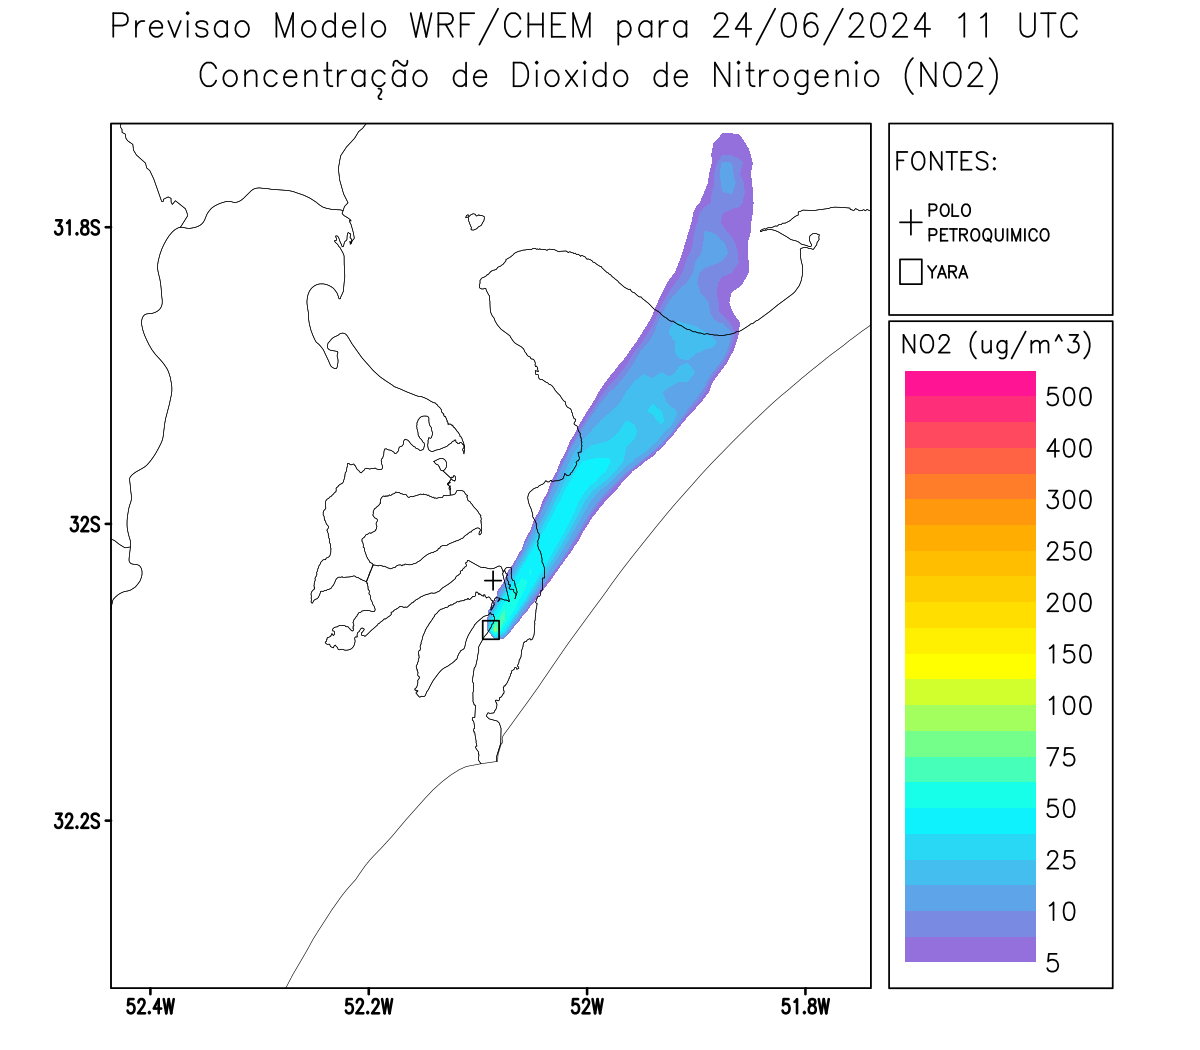 Previsao Modelo WRF/CHEM para 24/06/2024 11 UTC
Concentração de Dioxido de Nitrogenio (NO2)
FONTES:
POLO
PETROQUIMICO
YARA
NO2 (ug/m^3)
500
400
300
250
200
150
100
75
50
25
10
5
31.8S
32S
32.2S
52.4W
52.2W
52W
51.8W